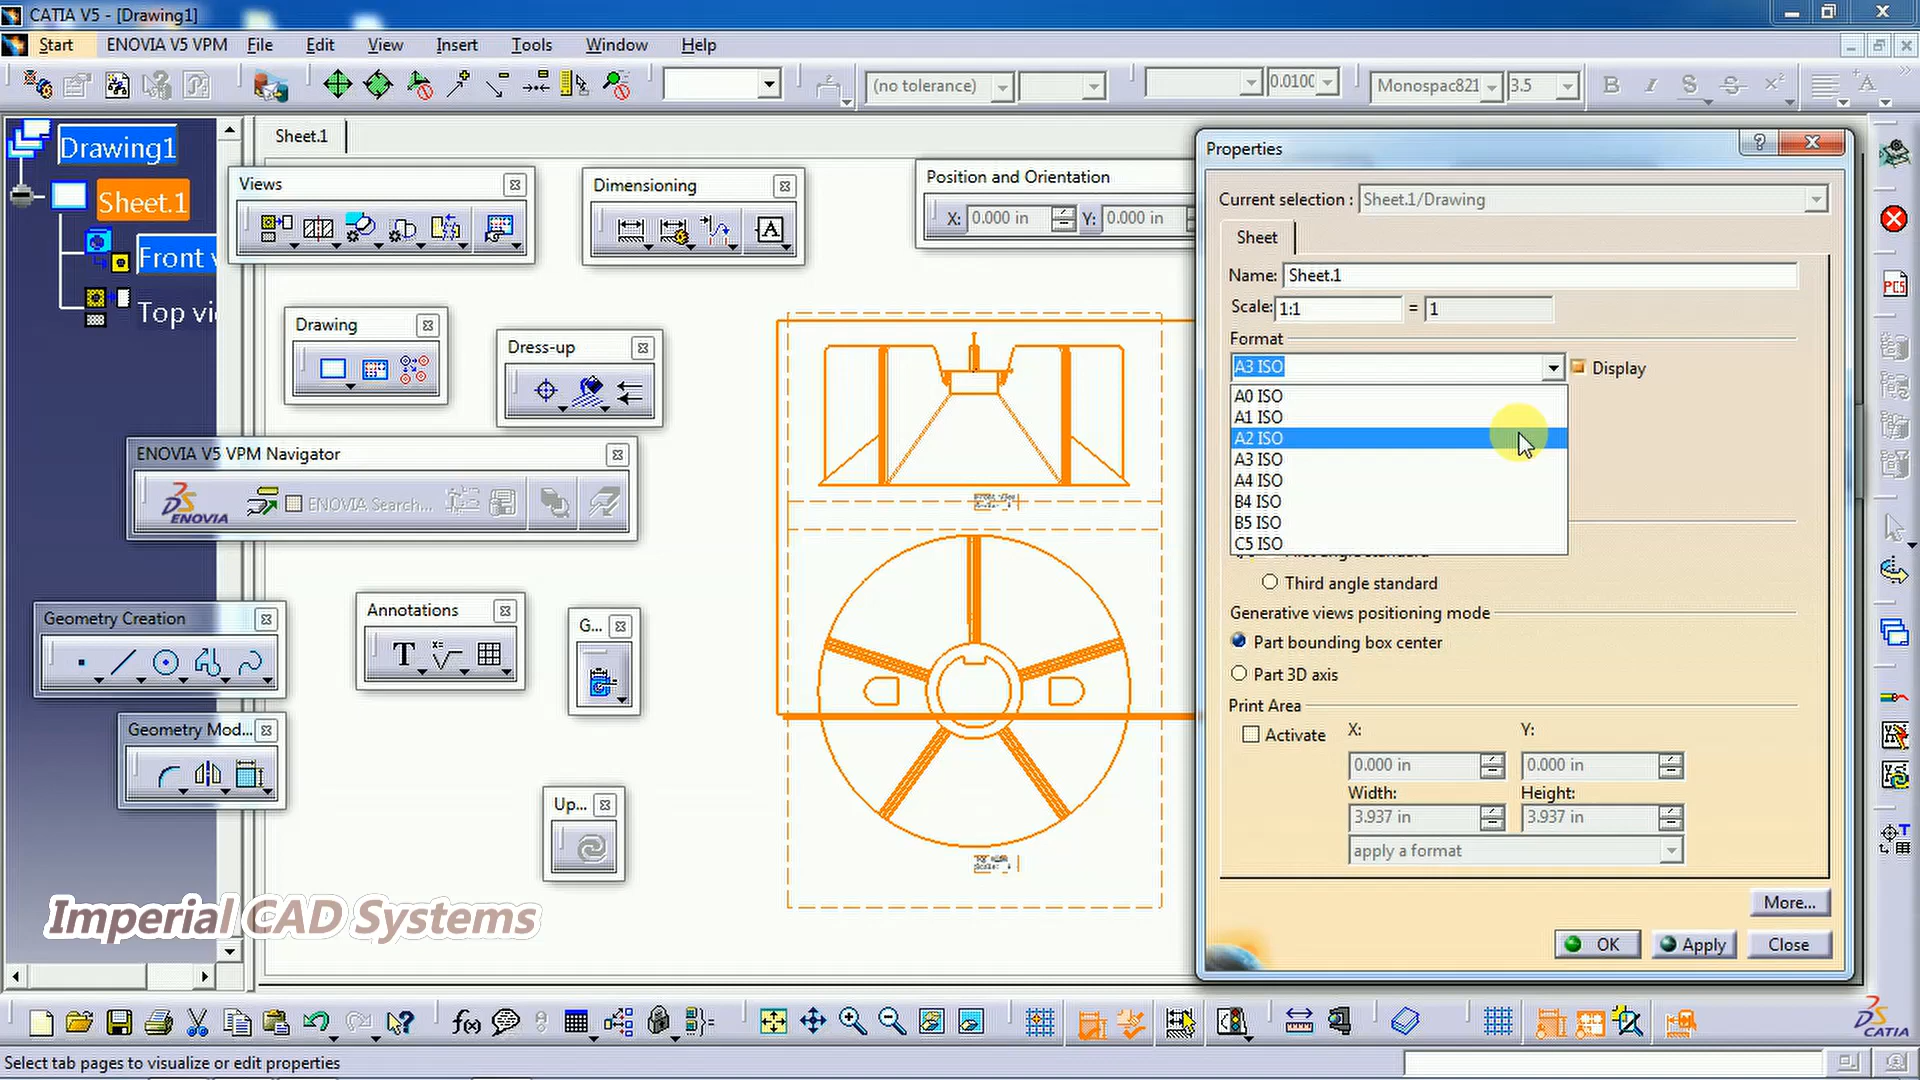 CATIA V5 - [Drawing1]
Start ENOVIA V5 VPM File Edit View Insert Tools Window Help
(no tolerance) 0.010( Monospac821 3.5 B I S S
Drawing1
Sheet.1
Front v
Top vi
Sheet.1
Views
Dimensioning
Position and Orientation
X: 0.000 in Y: 0.000 in
Drawing
Dress-up
ENOVIA V5 VPM Navigator
ENOVIA ENOVIA Search...
Geometry Creation
Annotations
G...
Geometry Mod...
Up...
Imperial CAD Systems
Properties
Current selection : Sheet.1/Drawing
Sheet
Name: Sheet.1
Scale: 1:1 = 1
Format
A3 ISO Display
A0 ISO
A1 ISO
A2 ISO
A3 ISO
A4 ISO
B4 ISO
B5 ISO
C5 ISO
Third angle standard
Generative views positioning mode
Part bounding box center
Part 3D axis
Print Area
Activate X: Y:
0.000 in 0.000 in
Width: Height:
3.937 in 3.937 in
apply a format
More...
OK Apply Close
PCS
CATIA
Select tab pages to visualize or edit properties